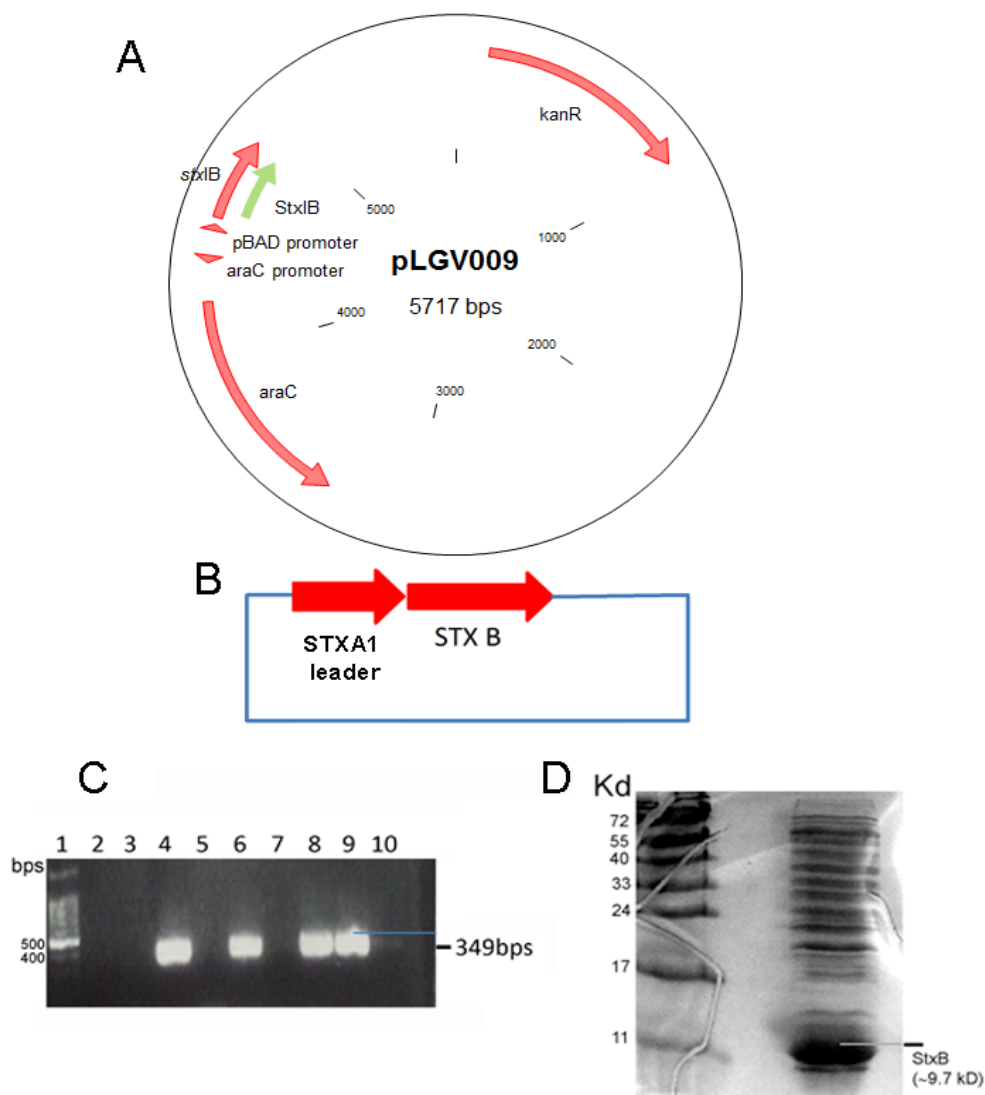 A
kanR
stxIB
StxIB
5000
pBAD promoter
1000
pLGV009
araC promoter
5717 bps
4000
2000
araC
3000
B
STXA1
leader
STX B
C
1 2 3 4 5 6 7 8 9 10
bps
500
400
349bps
D
Kd
72
55
40
33
24
17
11
StxB
(~9.7 kD)